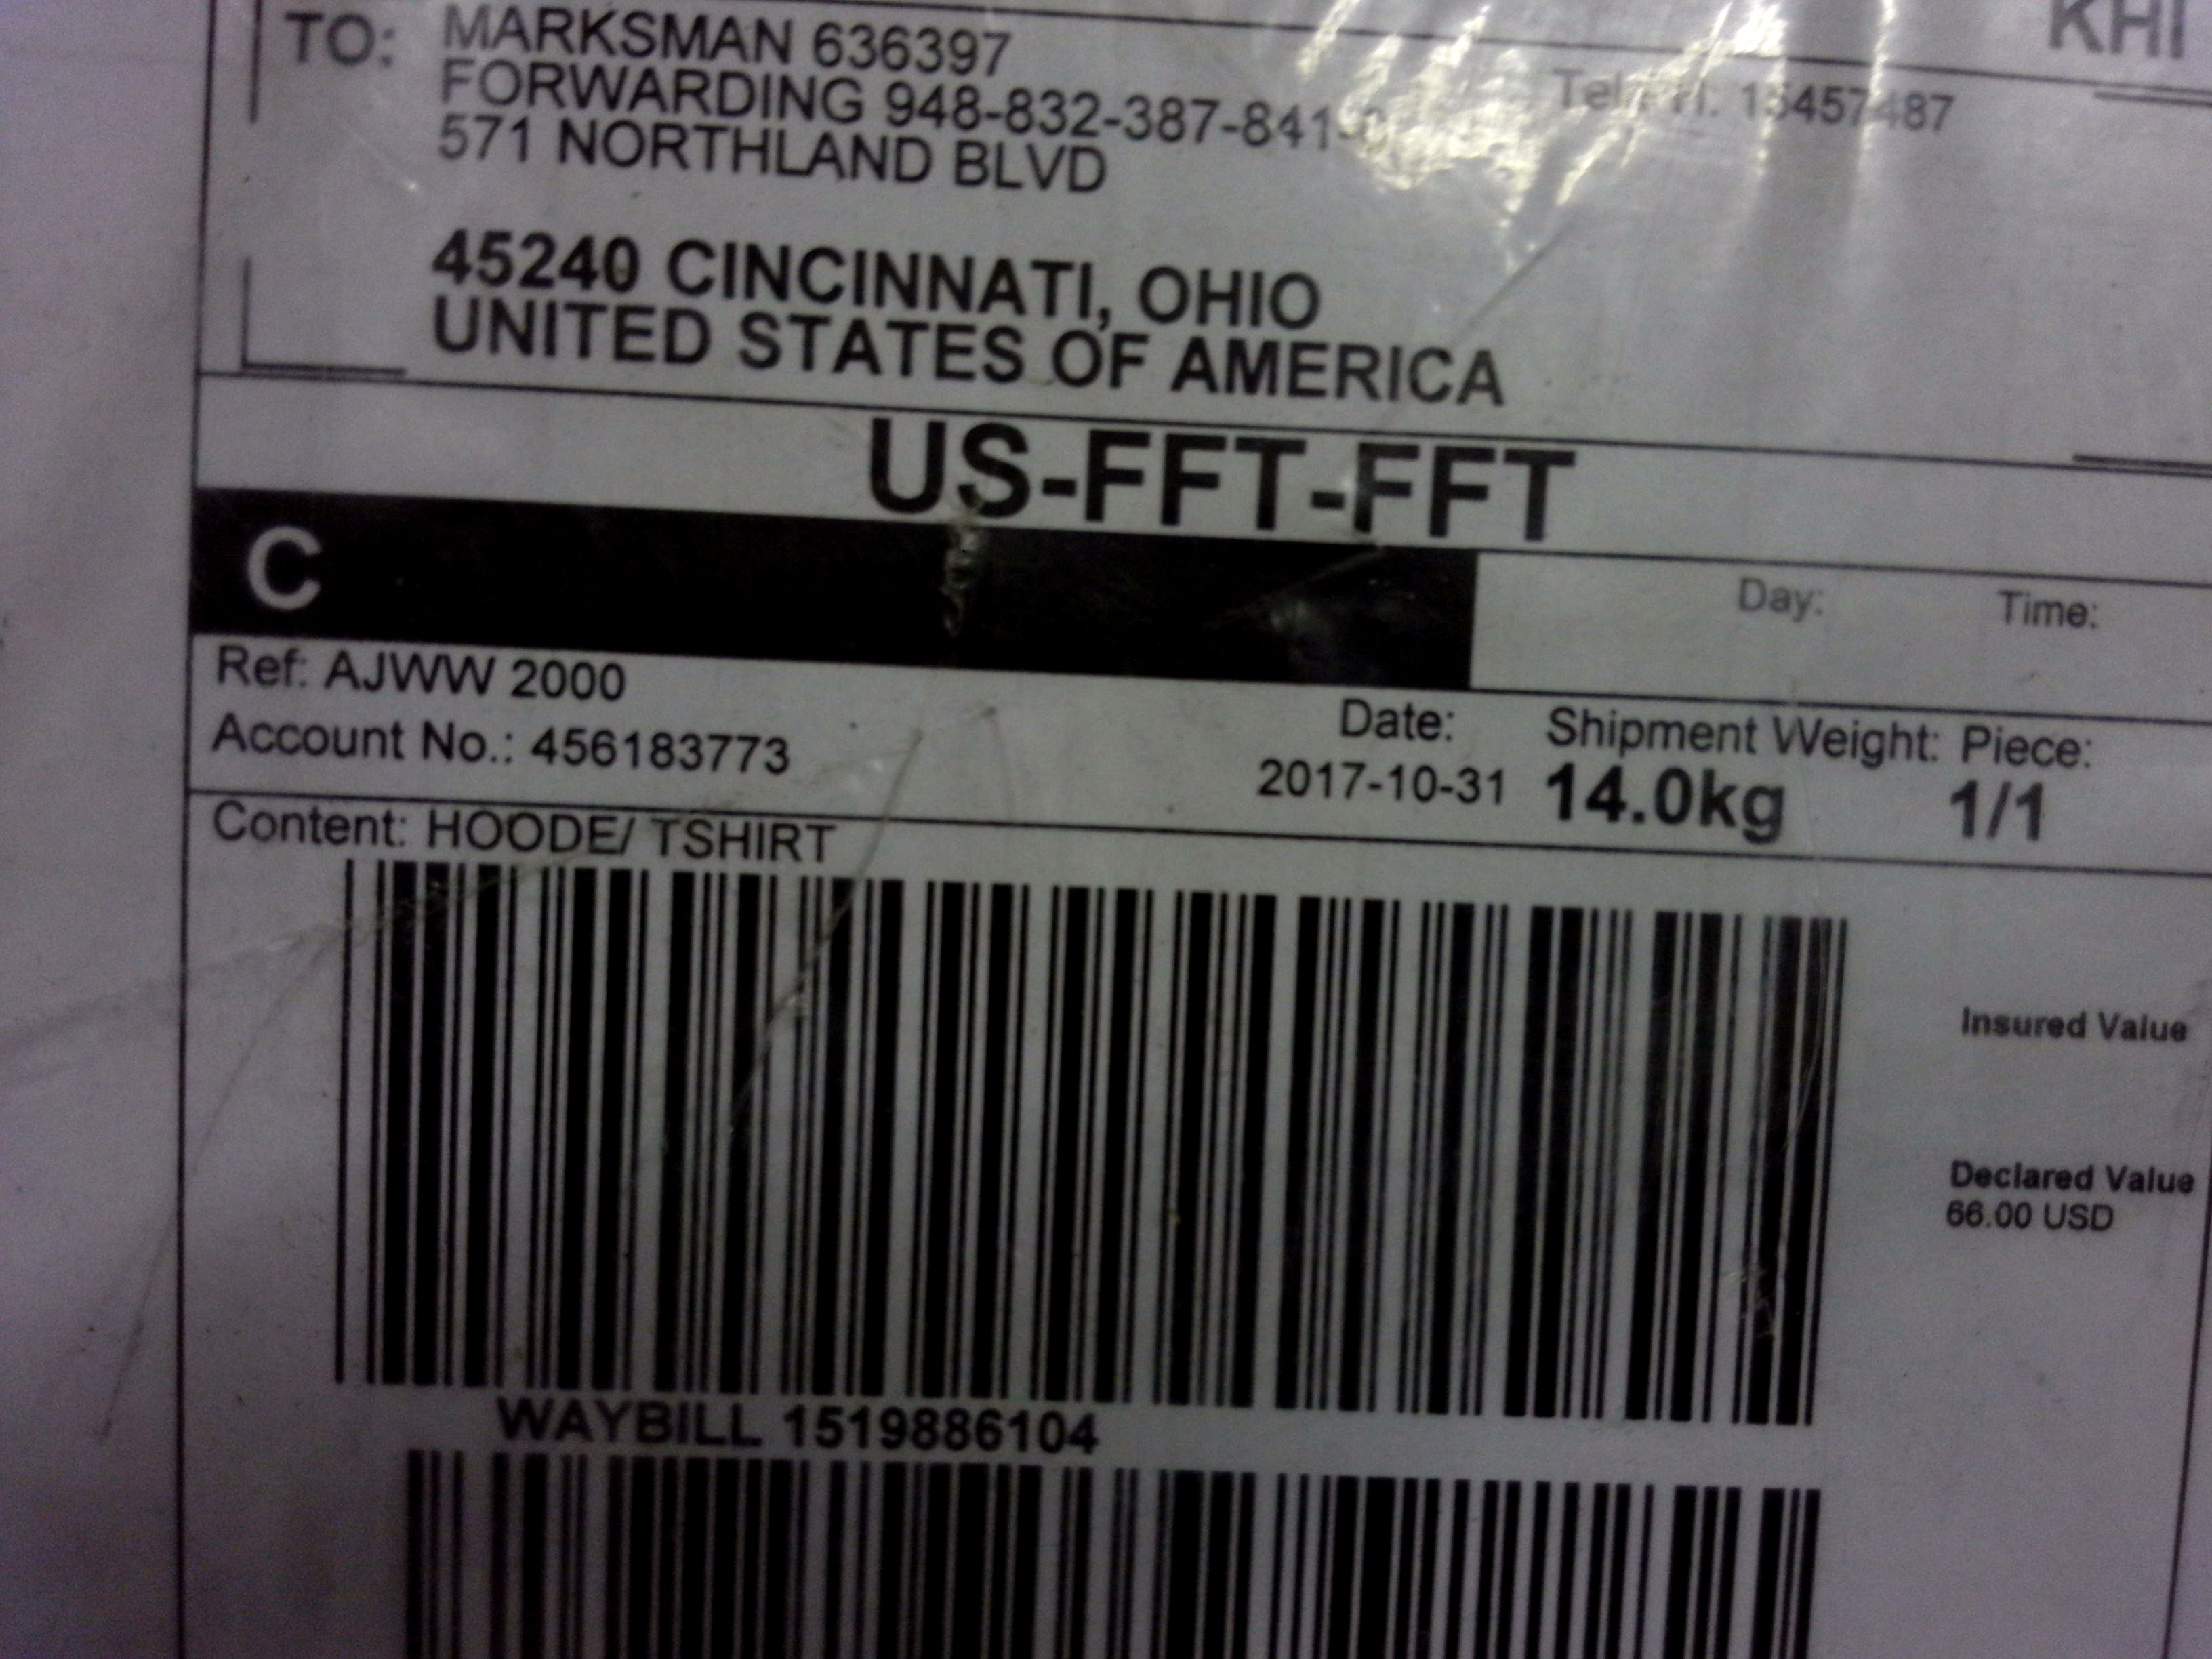 KHI
TO: MARKSMAN 636397
FORWARDING 948-832-387-841-
571 NORTHLAND BLVD
45240 CINCINNATI, OHIO
UNITED STATES OF AMERICA
US-FFT-FFT
C
Day: Time:
Ref: AJWW 2000
Account No.: 456183773
Date: Shipment Weight: Piece:
2017-10-31 14.0kg 1/1
Content: HOODE/ TSHIRT
Insured Value
Declared Value
66.00 USD
WAYBILL 1519886104